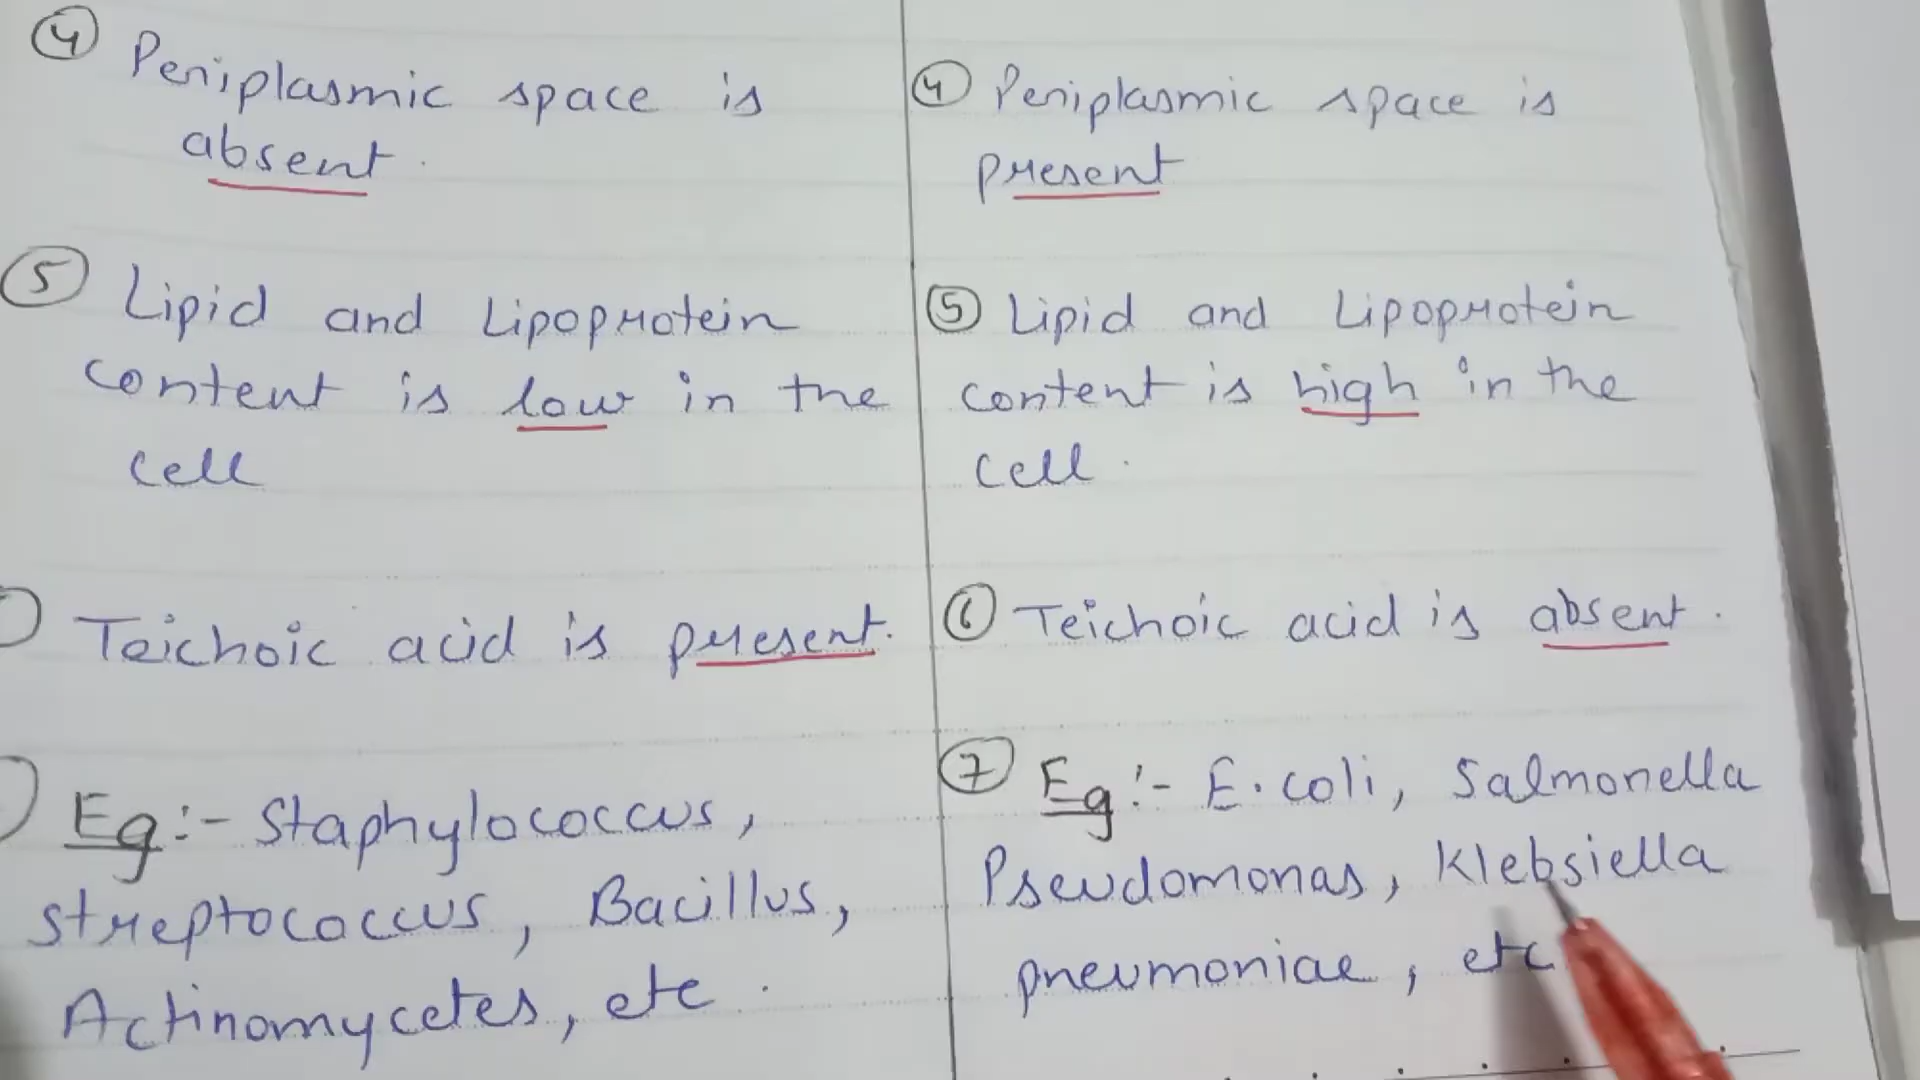 ④ Periplasmic space is
absent.
⑤ Lipid and Lipoprotein
content is low in the
cell
Teichoic acid is present.
Eg:- Staphylococcus,
Streptococcus, Bacillus,
Actinomycetes, etc.
④ Periplasmic space is
present
⑤ Lipid and Lipoprotein
content is high in the
cell.
⑥ Teichoic acid is absent.
⑦ Eg:- E. coli, Salmonella
Pseudomonas, Klebsiella
pneumoniae, etc